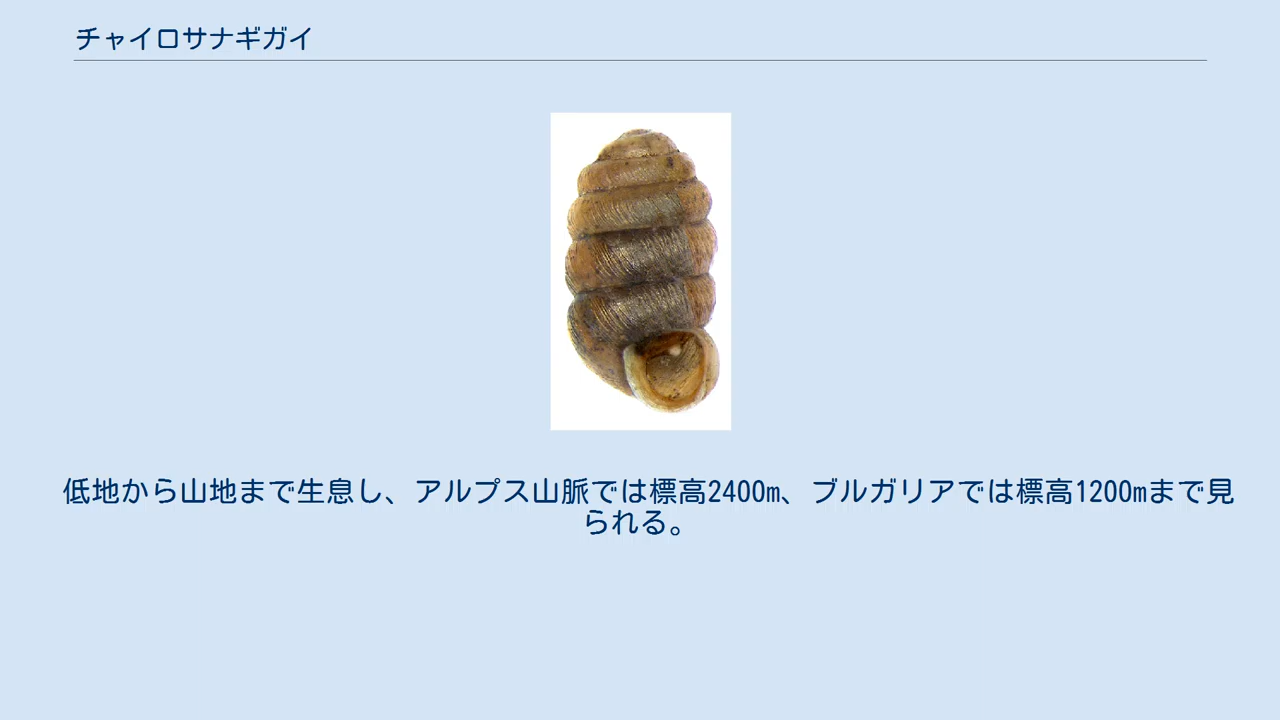 チャイロサナギガイ
低地から山地まで生息し、アルプス山脈では標高2400m、ブルガリアでは標高1200mまで見
られる。